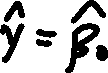 ŷ = β̂₀